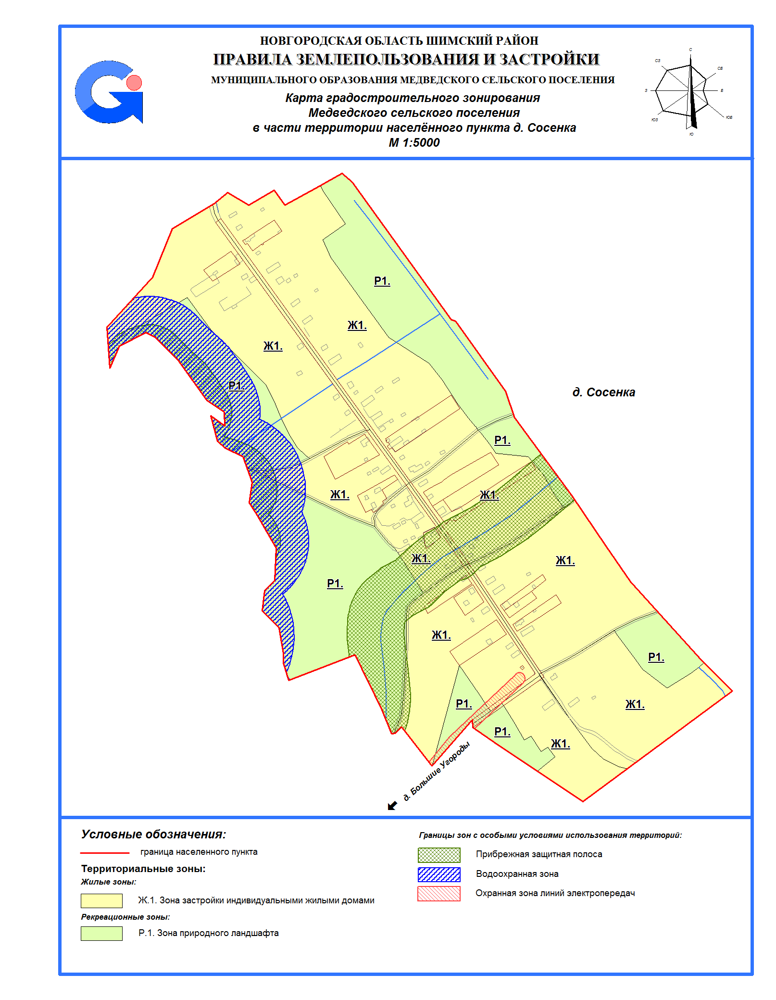 НОВГОРОДСКАЯ ОБЛАСТЬ ШИМСКИЙ РАЙОН
ПРАВИЛА ЗЕМЛЕПОЛЬЗОВАНИЯ И ЗАСТРОЙКИ
МУНИЦИПАЛЬНОГО ОБРАЗОВАНИЯ МЕДВЕДСКОГО СЕЛЬСКОГО ПОСЕЛЕНИЯ
Карта градостроительного зонирования
Медведского сельского поселения
в части территории населённого пункта д. Сосенка
М 1:5000
С
СЗ
СВ
З
В
ЮЗ
ЮВ
Ю
Р1.
Ж1.
Ж1.
Р1.
д. Сосенка
Р1.
Ж1.
Ж1.
Ж1.
Ж1.
Р1.
Ж1.
Р1.
Р1.
Ж1.
Р1.
Ж1.
д. Большие Угороды
Условные обозначения:
граница населенного пункта
Территориальные зоны:
Жилые зоны:
Ж.1. Зона застройки индивидуальными жилыми домами
Рекреационные зоны:
Р.1. Зона природного ландшафта
Границы зон с особыми условиями использования территорий:
Прибрежная защитная полоса
Водоохранная зона
Охранная зона линий электропередач